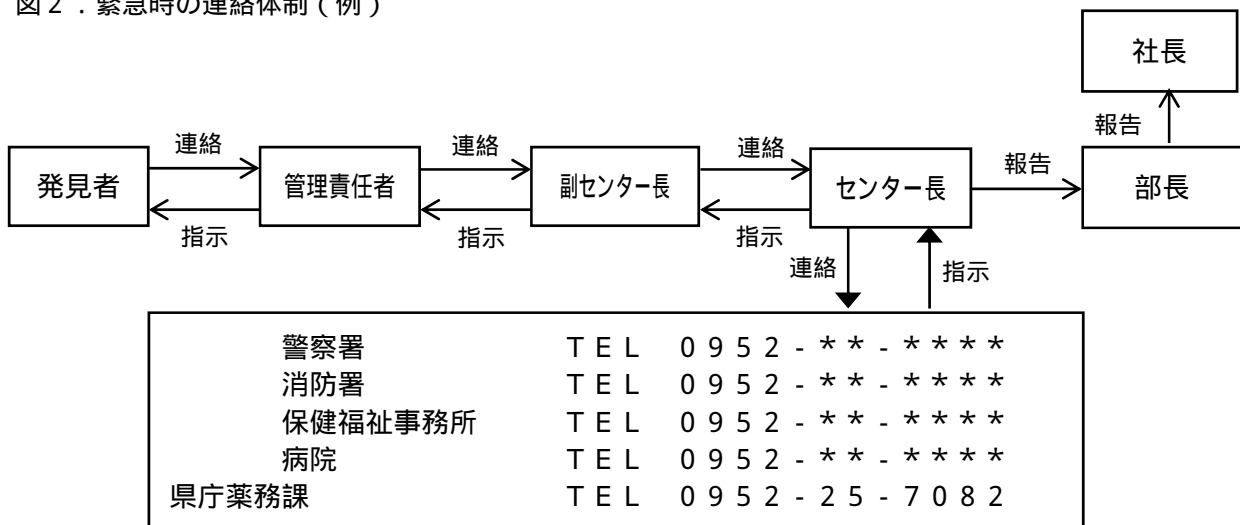 図２．緊急時の連絡体制（例）
社長
報告
連絡
連絡
連絡
報告
発見者
管理責任者
副センター長
センター長
部長
指示
指示
指示
連絡
指示
警察署 ＴＥＬ ０９５２-＊＊-＊＊＊＊
消防署 ＴＥＬ ０９５２-＊＊-＊＊＊＊
保健福祉事務所 ＴＥＬ ０９５２-＊＊-＊＊＊＊
病院 ＴＥＬ ０９５２-＊＊-＊＊＊＊
県庁薬務課 ＴＥＬ ０９５２-２５-７０８２